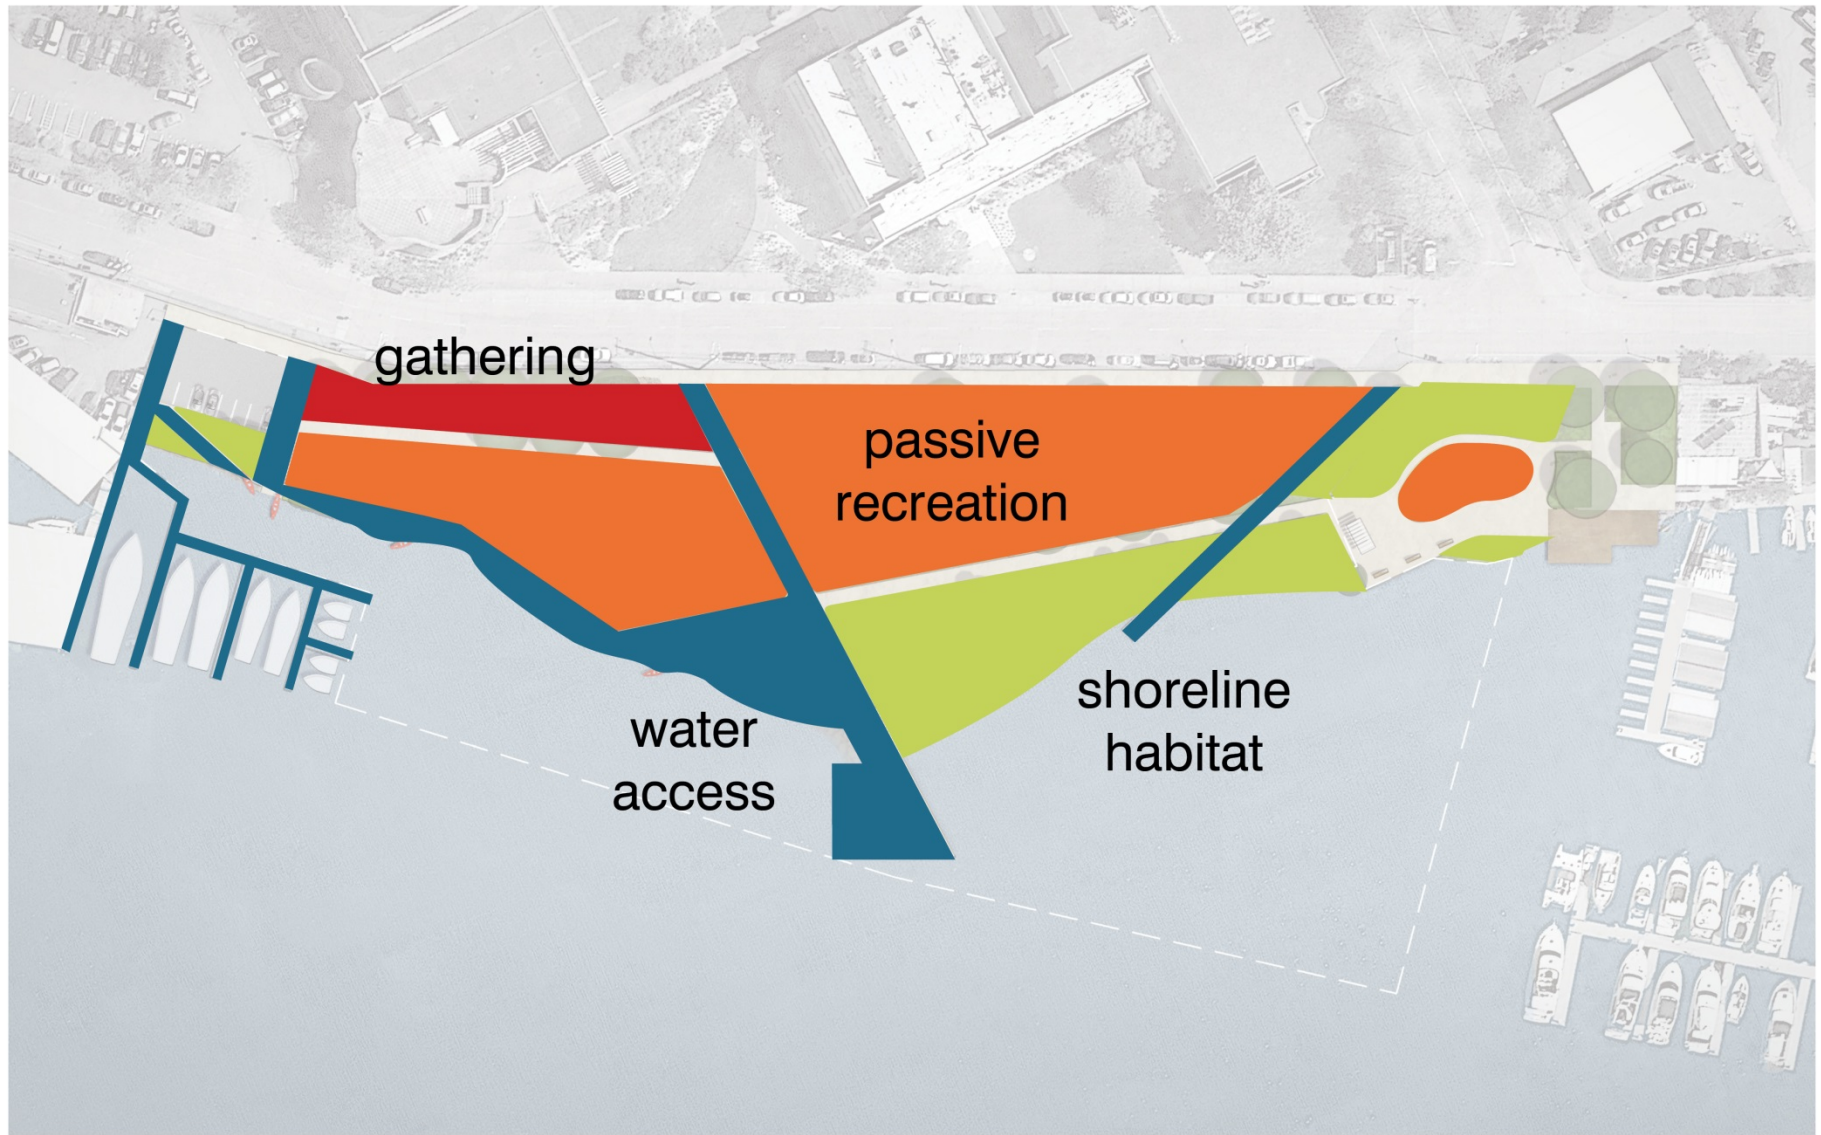 gathering
passive
recreation
shoreline
habitat
water
access